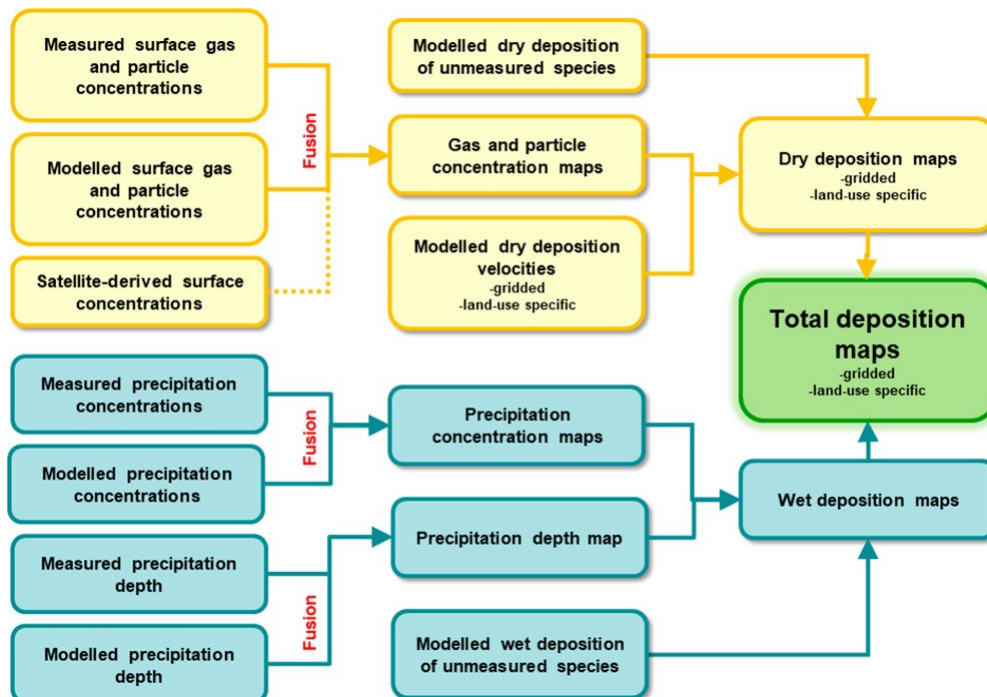 Measured surface gas
and particle
concentrations
Modelled surface gas
and particle
concentrations
Satellite-derived surface
concentrations
Fusion
Modelled dry deposition
of unmeasured species
Gas and particle
concentration maps
Modelled dry deposition
velocities
-gridded
-land-use specific
Dry deposition maps
-gridded
-land-use specific
Total deposition
maps
-gridded
-land-use specific
Measured precipitation
concentrations
Modelled precipitation
concentrations
Fusion
Measured precipitation
depth
Modelled precipitation
depth
Fusion
Precipitation
concentration maps
Precipitation depth map
Modelled wet deposition
of unmeasured species
Wet deposition maps